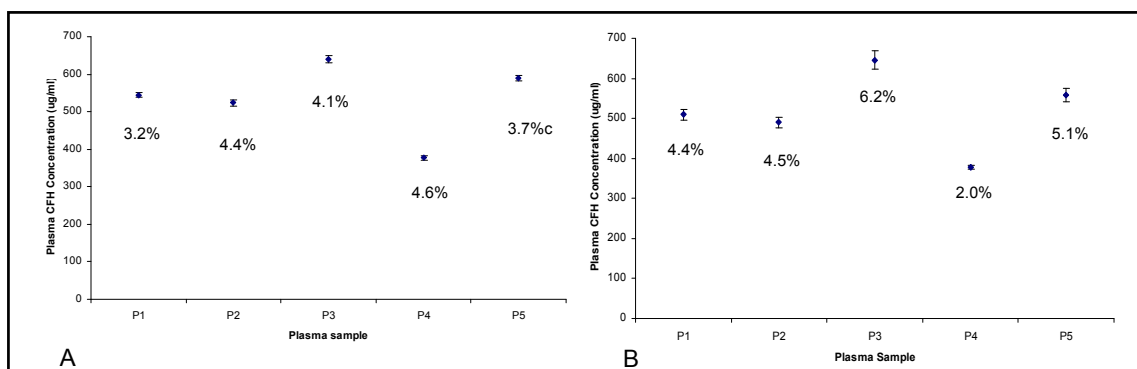 700
600
500
400
300
200
100
0
Plasma CFH Concentration (ug/ml)
3.2%
4.4%
4.1%
4.6%
3.7%c
P1 P2 P3 P4 P5
Plasma sample
A
700
600
500
400
300
200
100
0
Plasma CFH Concentration (ug/ml)
4.4%
4.5%
6.2%
2.0%
5.1%
P1 P2 P3 P4 P5
Plasma Sample
B